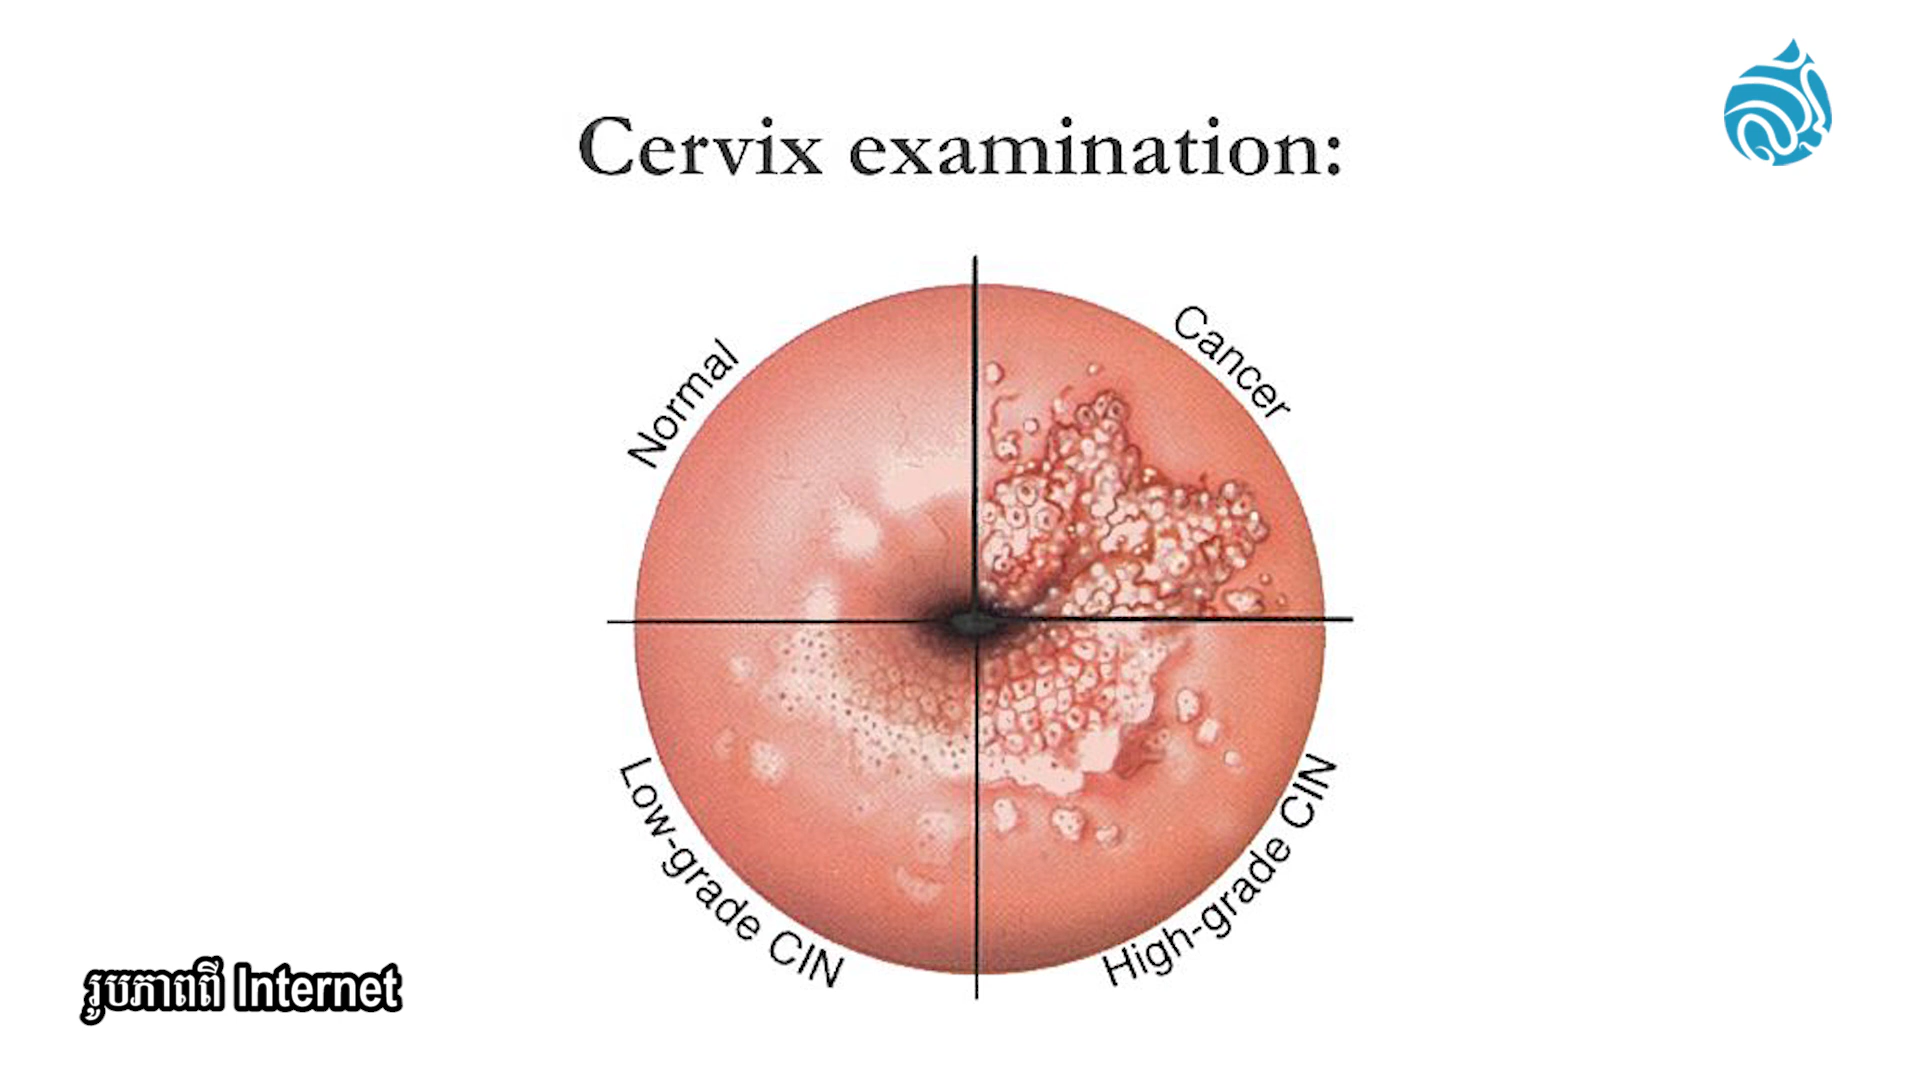 Cervix examination:
Normal
Cancer
Low-grade CIN
High-grade CIN
រូបភាពពី Internet